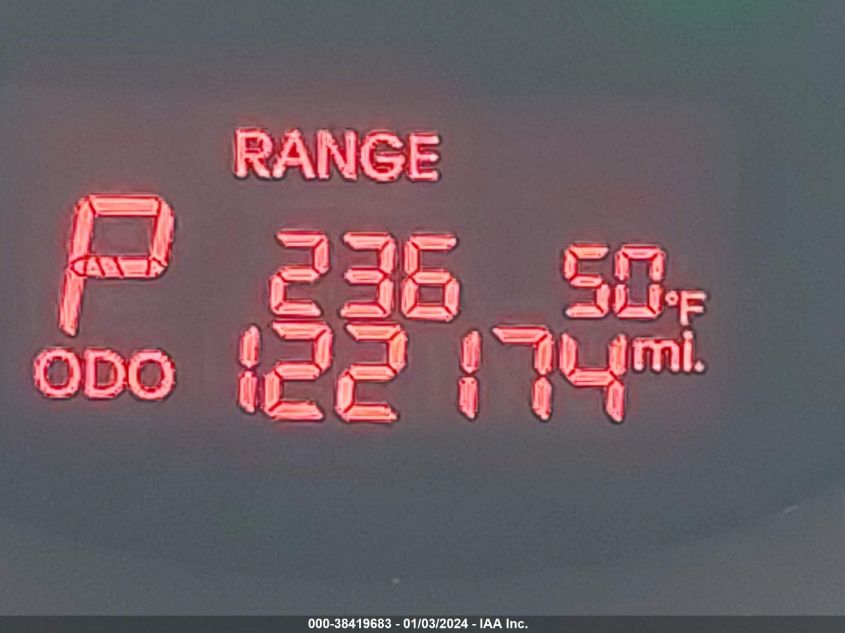 RANGE
P 236 50°F
ODO 122174 mi.
000-38419683 - 01/03/2024 - IAA Inc.